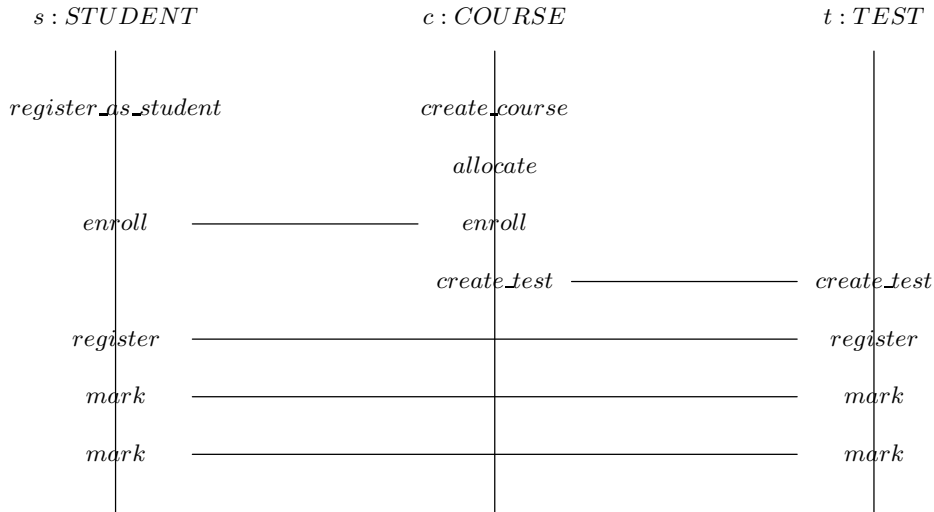 s : STUDENT c : COURSE t : TEST
register_as_student create_course
allocate
enroll enroll
create_test create_test
register register
mark mark
mark mark